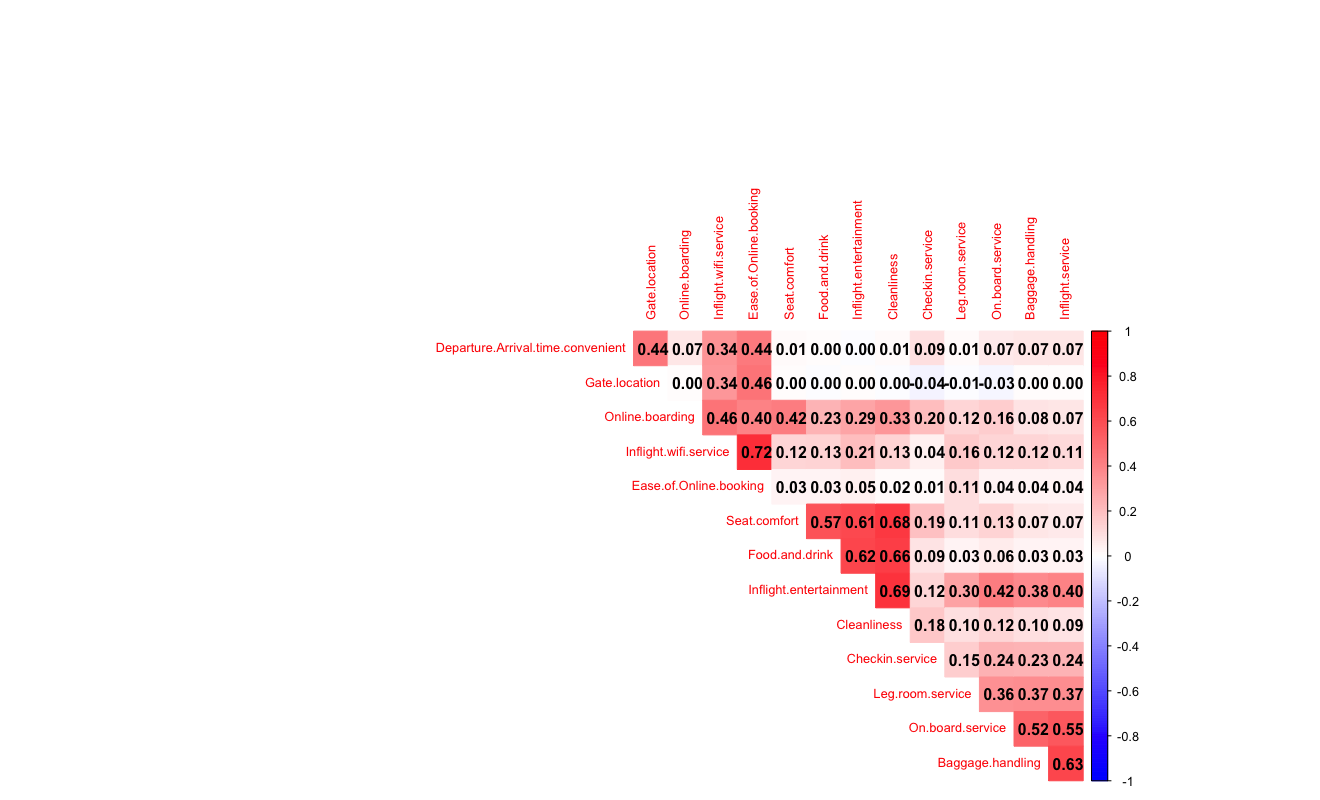 Gate.location
Online.boarding
Inflight.wifi.service
Ease.of.Online.booking
Seat.comfort
Food.and.drink
Inflight.entertainment
Cleanliness
Checkin.service
Leg.room.service
On.board.service
Baggage.handling
Inflight.service
Departure.Arrival.time.convenient 0.44 0.07 0.34 0.44 0.01 0.00 0.00 0.01 0.09 0.01 0.07 0.07 0.07
Gate.location 0.00 0.34 0.46 0.00 0.00 0.00 0.00 -0.04 -0.01 -0.03 0.00 0.00
Online.boarding 0.46 0.40 0.42 0.23 0.29 0.33 0.20 0.12 0.16 0.08 0.07
Inflight.wifi.service 0.72 0.12 0.13 0.21 0.13 0.04 0.16 0.12 0.12 0.11
Ease.of.Online.booking 0.03 0.03 0.05 0.02 0.01 0.11 0.04 0.04 0.04
Seat.comfort 0.57 0.61 0.68 0.19 0.11 0.13 0.07 0.07
Food.and.drink 0.62 0.66 0.09 0.03 0.06 0.03 0.03
Inflight.entertainment 0.69 0.12 0.30 0.42 0.38 0.40
Cleanliness 0.18 0.10 0.12 0.10 0.09
Checkin.service 0.15 0.24 0.23 0.24
Leg.room.service 0.36 0.37 0.37
On.board.service 0.52 0.55
Baggage.handling 0.63
1
0.8
0.6
0.4
0.2
0
-0.2
-0.4
-0.6
-0.8
-1